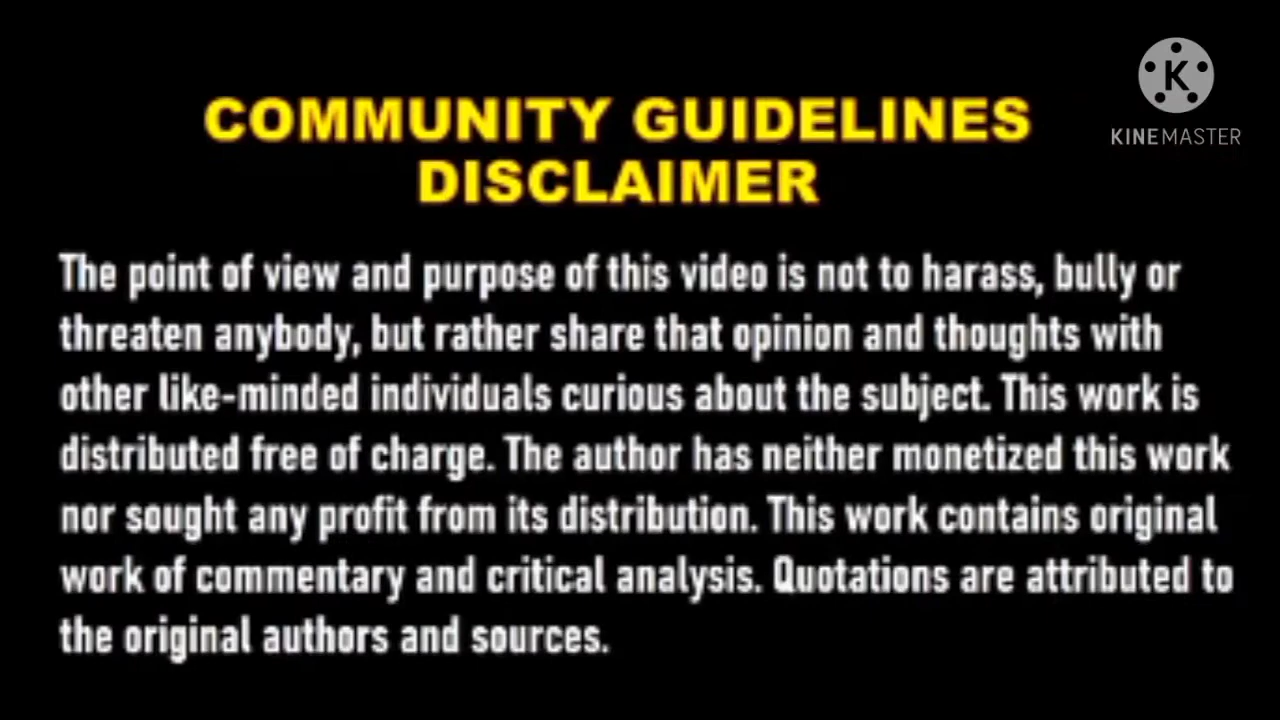 COMMUNITY GUIDELINES
DISCLAIMER
K
KINEMASTER
The point of view and purpose of this video is not to harass, bully or
threaten anybody, but rather share that opinion and thoughts with
other like-minded individuals curious about the subject. This work is
distributed free of charge. The author has neither monetized this work
nor sought any profit from its distribution. This work contains original
work of commentary and critical analysis. Quotations are attributed to
the original authors and sources.